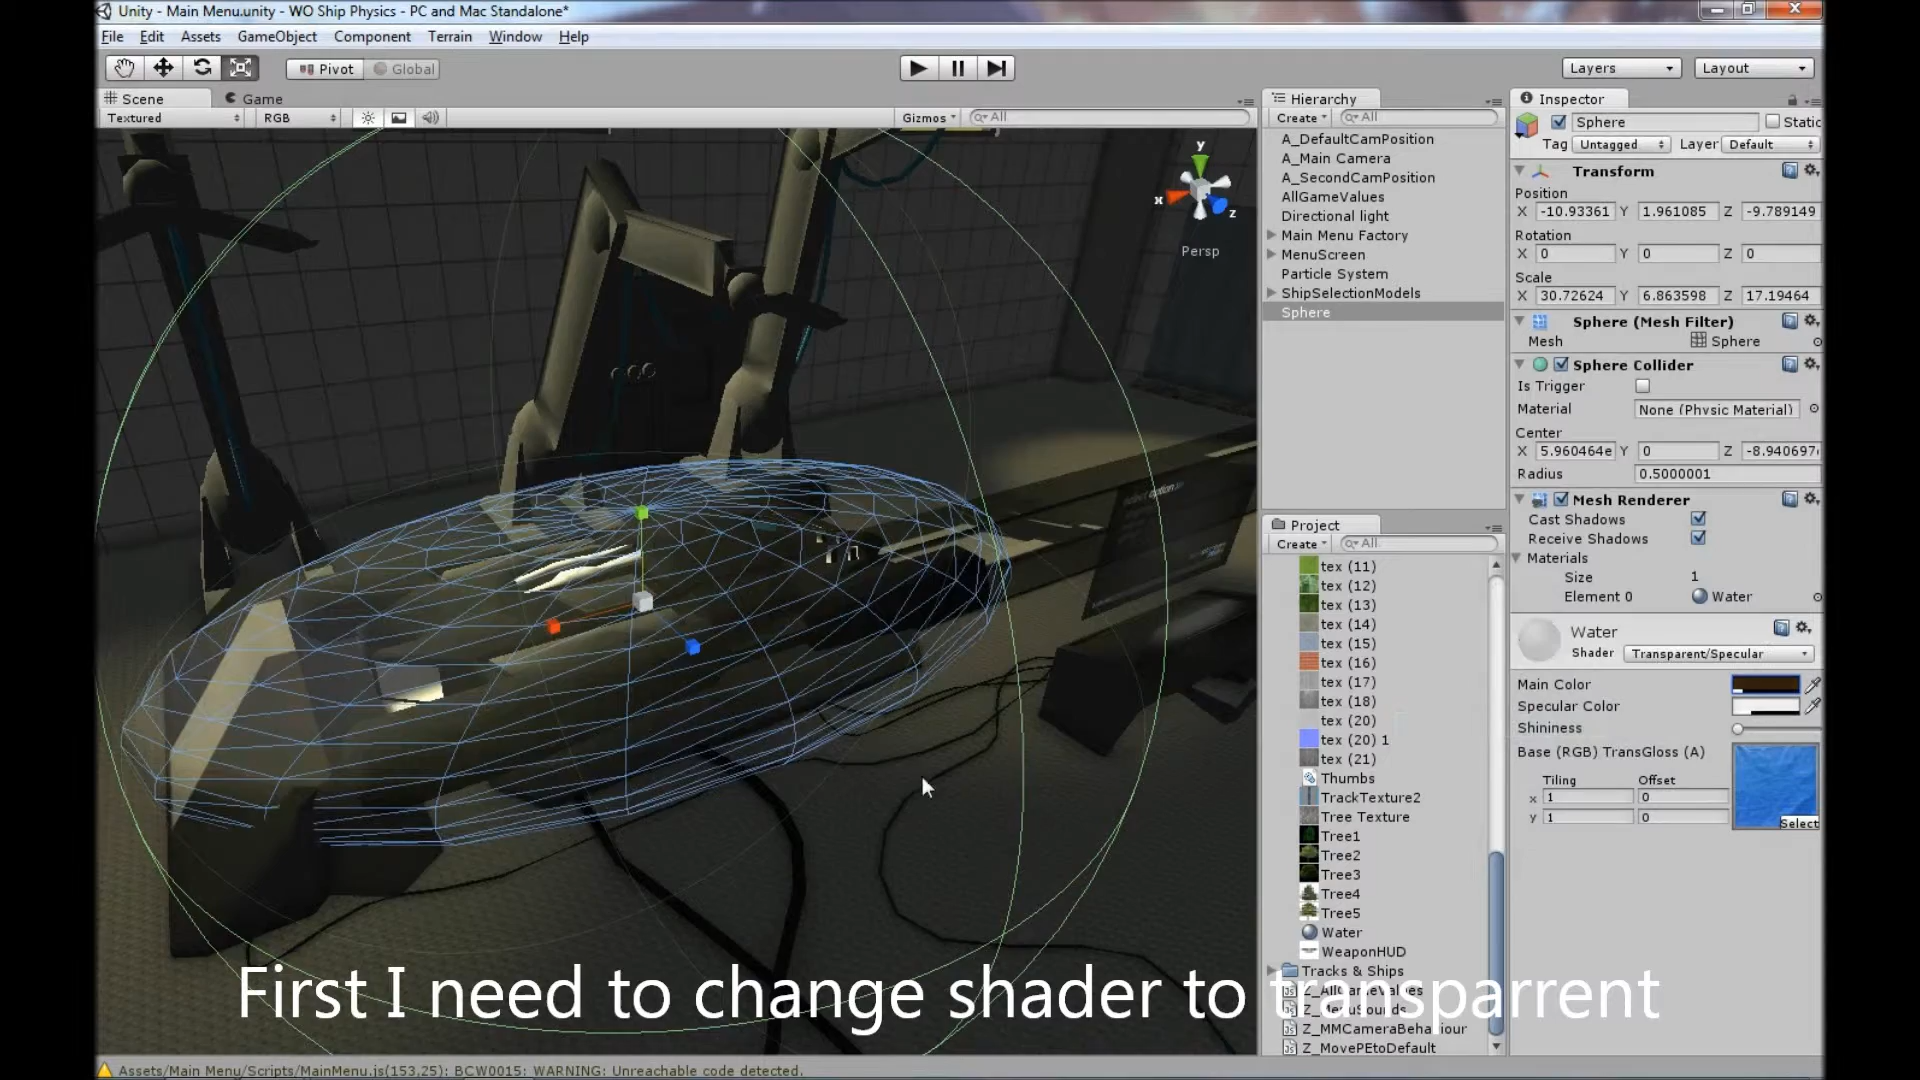 Unity - Main Menu.unity - WO Ship Physics - PC and Mac Standalone*
File Edit Assets GameObject Component Terrain Window Help
Pivot Global
Layers Layout
Scene Game
Textured RGB Gizmos All
y
x
z
Persp
Hierarchy
Create All
A_DefaultCamPosition
A_Main Camera
A_SecondCamPosition
AllGameValues
Directional light
Main Menu Factory
MenuScreen
Particle System
ShipSelectionModels
Sphere
Project
Create All
tex (11)
tex (12)
tex (13)
tex (14)
tex (15)
tex (16)
tex (17)
tex (18)
tex (20)
tex (20) 1
tex (21)
Thumbs
TrackTexture2
Tree Texture
Tree1
Tree2
Tree3
Tree4
Tree5
Water
WeaponHUD
Tracks & Ships
Z_AllGameValues
Z_MenuSounds
Z_MMCameraBehaviour
Z_MovePEtoDefault
Inspector
Sphere Static
Tag Untagged Layer Default
Transform
Position
X -10.93361 Y 1.961085 Z -9.789149
Rotation
X 0 Y 0 Z 0
Scale
X 30.72624 Y 6.863598 Z 17.19464
Sphere (Mesh Filter)
Mesh Sphere
Sphere Collider
Is Trigger
Material None (Physic Material)
Center
X 5.960464e Y 0 Z -8.940697
Radius 0.5000001
Mesh Renderer
Cast Shadows
Receive Shadows
Materials
Size 1
Element 0 Water
Water
Shader Transparent/Specular
Main Color
Specular Color
Shininess
Base (RGB) TransGloss (A)
Tiling Offset
x 1 0
y 1 0
Select
First I need to change shader to transparrent
Assets/Main Menu/Scripts/MainMenu.js(153,25): BCW0015: WARNING: Unreachable code detected.